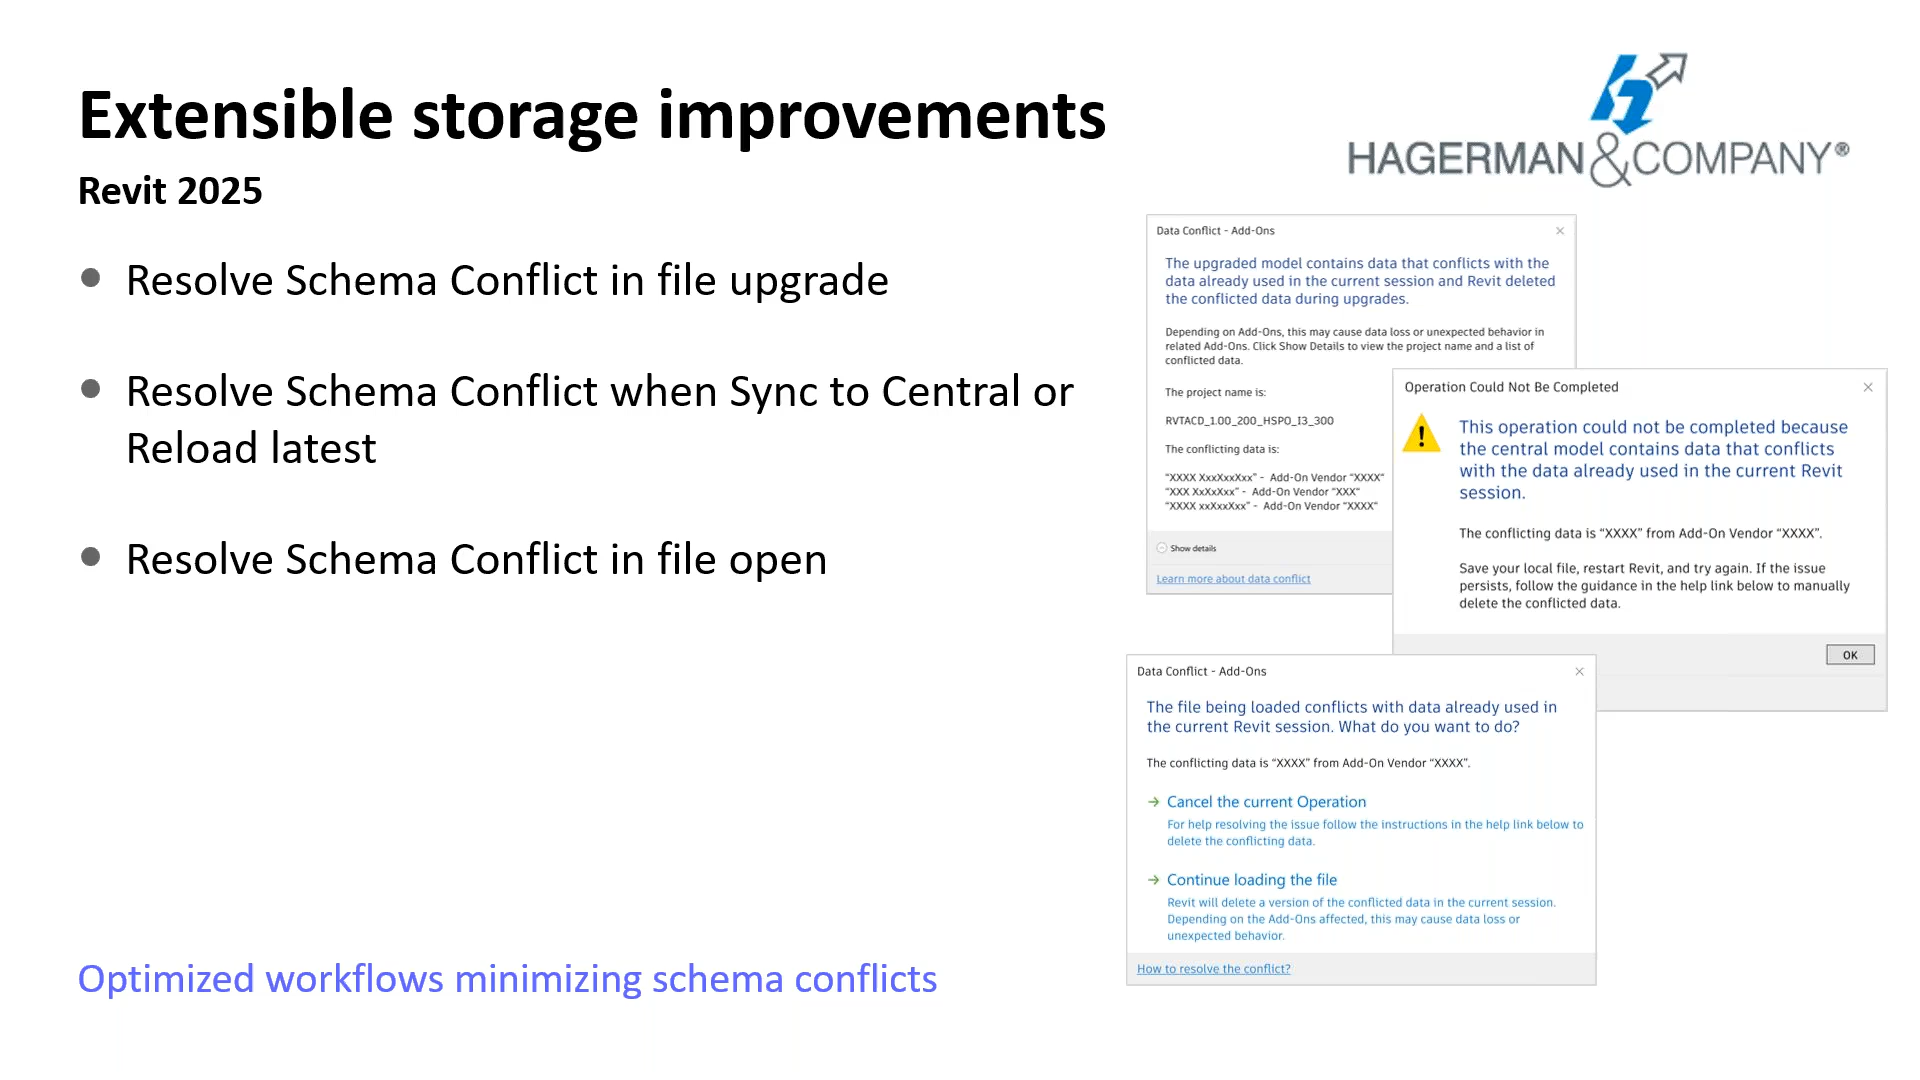 Extensible storage improvements
Revit 2025
HAGERMAN&COMPANY®
Resolve Schema Conflict in file upgrade
Resolve Schema Conflict when Sync to Central or
Reload latest
Resolve Schema Conflict in file open
Optimized workflows minimizing schema conflicts
Data Conflict - Add-Ons
The upgraded model contains data that conflicts with the
data already used in the current session and Revit deleted
the conflicted data during upgrades.
Depending on Add-Ons, this may cause data loss or unexpected behavior in
related Add-Ons. Click Show Details to view the project name and a list of
conflicted data.
The project name is:
RVTACD_1.00_200_HSPO_I3_300
The conflicting data is:
"XXXX XxxXxxXxx" - Add-On Vendor "XXXX"
"XXX XxXxXxx" - Add-On Vendor "XXX"
"XXXX xxXxxXxx" - Add-On Vendor "XXXX"
Show details
Learn more about data conflict
Operation Could Not Be Completed
This operation could not be completed because
the central model contains data that conflicts
with the data already used in the current Revit
session.
The conflicting data is “XXXX” from Add-On Vendor “XXXX”.
Save your local file, restart Revit, and try again. If the issue
persists, follow the guidance in the help link below to manually
delete the conflicted data.
OK
Data Conflict - Add-Ons
The file being loaded conflicts with data already used in
the current Revit session. What do you want to do?
The conflicting data is “XXXX” from Add-On Vendor “XXXX”.
Cancel the current Operation
For help resolving the issue follow the instructions in the help link below to
delete the conflicting data.
Continue loading the file
Revit will delete a version of the conflicted data in the current session.
Depending on the Add-Ons affected, this may cause data loss or
unexpected behavior.
How to resolve the conflict?